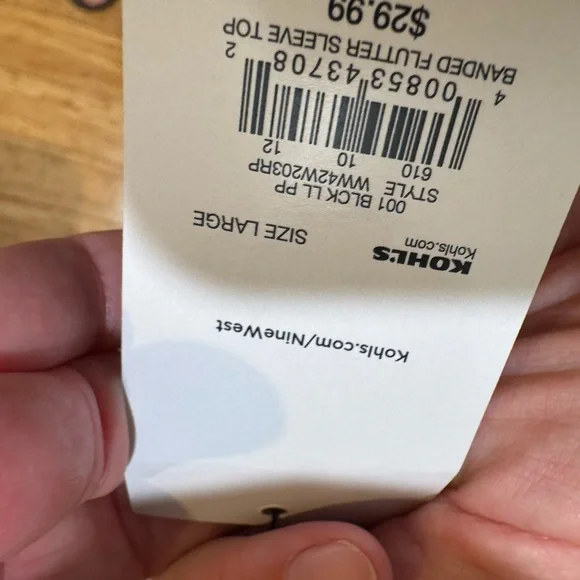 Kohls.com/NineWest
KOHL'S
Kohls.com
SIZE LARGE
001 BLCK LL PP
STYLE WW42W203RP
610 10 12
4 00853 43708 2
BANDED FLUTTER SLEEVE TOP
$29.99